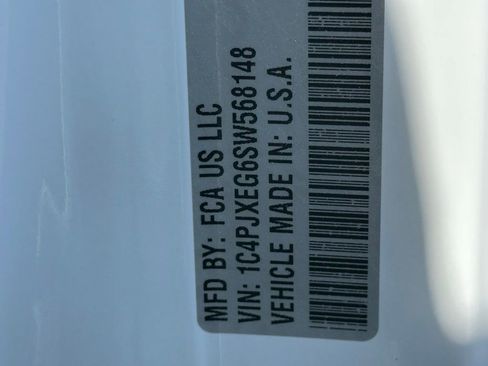 MFD BY: FCA US LLC
VIN: 1C4PJXEG6SW568148
VEHICLE MADE IN: U.S.A.